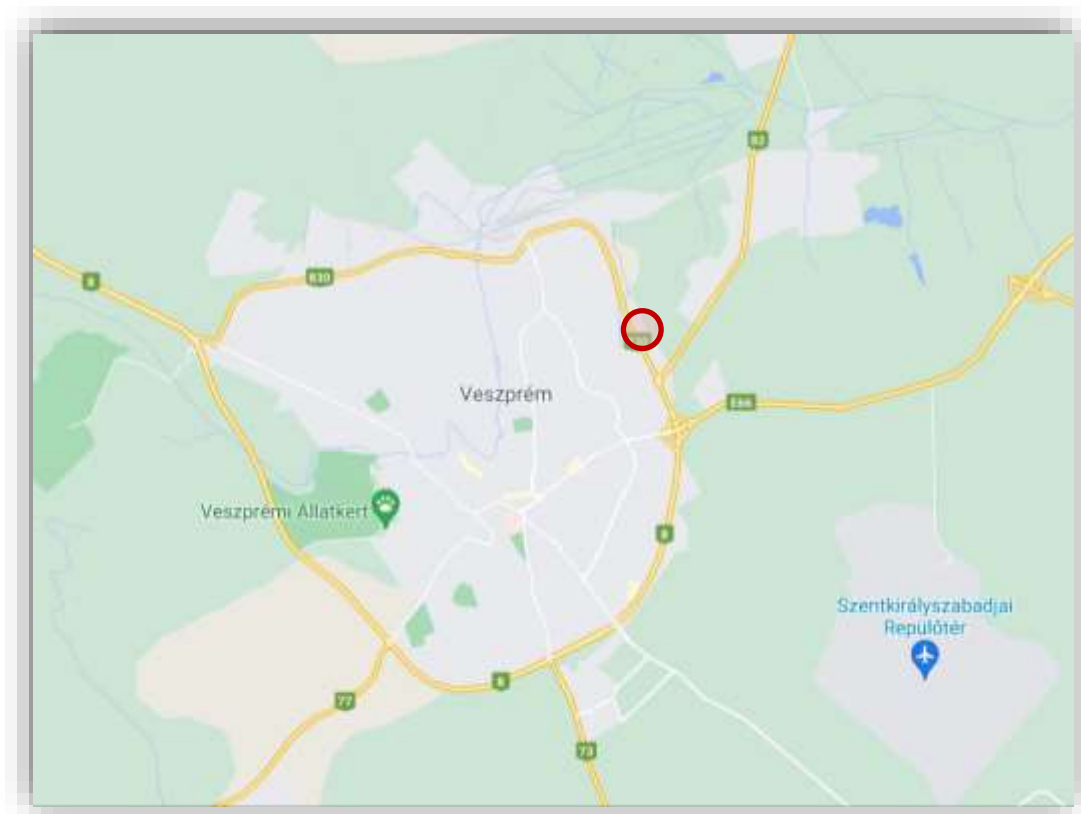 82
8
830
Veszprém
E66
Veszprémi Állatkert
8
Szentkirályszabadjai
Repülőtér
8
77
73